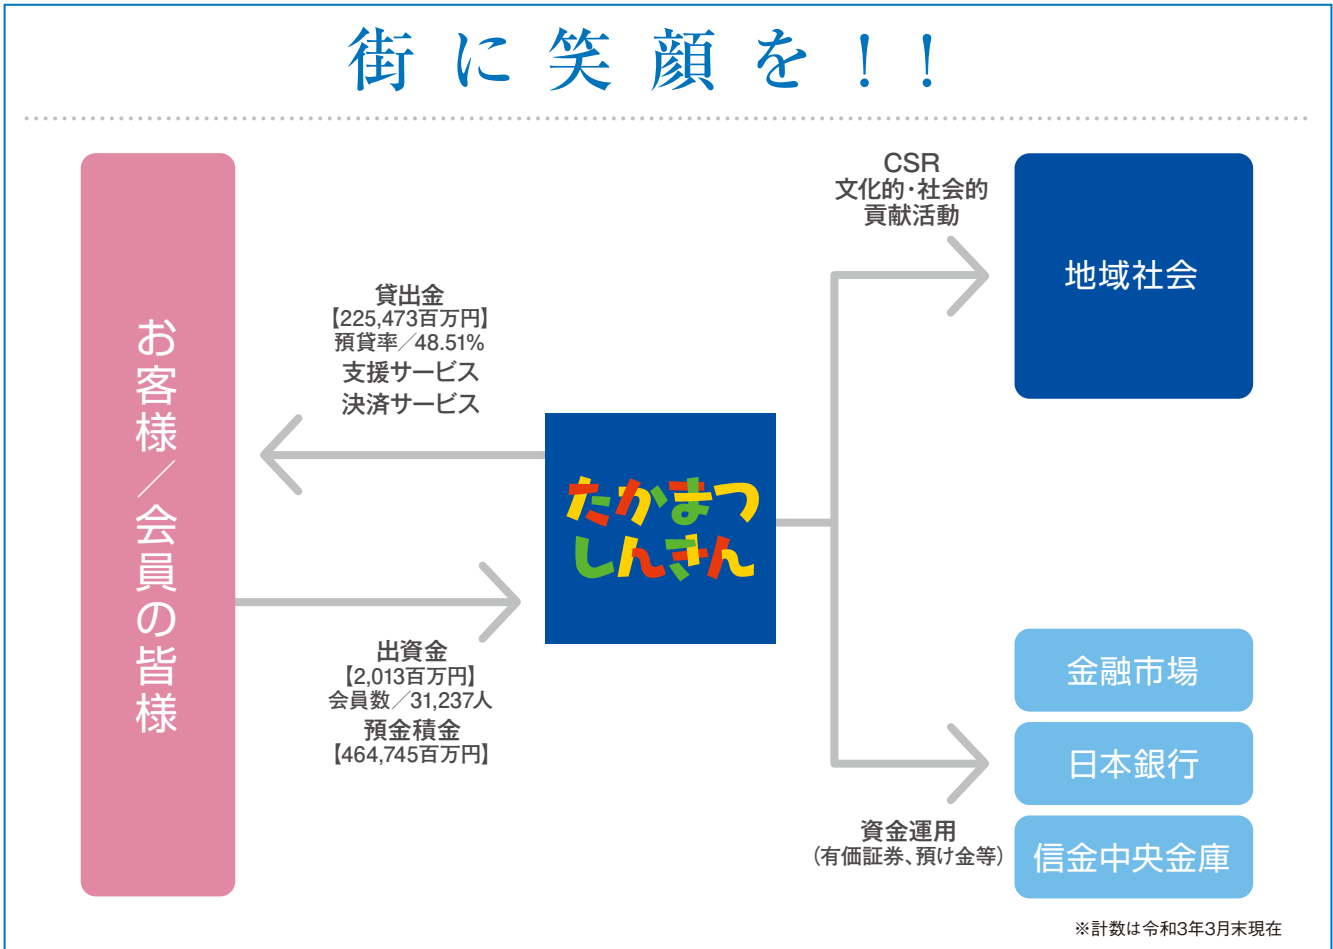 街に笑顔を!!
CSR
文化的・社会的
貢献活動
地域社会
貸出金
【225,473百万円】
預貸率／48.51%
支援サービス
決済サービス
お客様／会員の皆様
たかまつ
しんきん
出資金
【2,013百万円】
会員数／31,237人
預金積金
【464,745百万円】
金融市場
日本銀行
資金運用
(有価証券、預け金等)
信金中央金庫
※計数は令和3年3月末現在